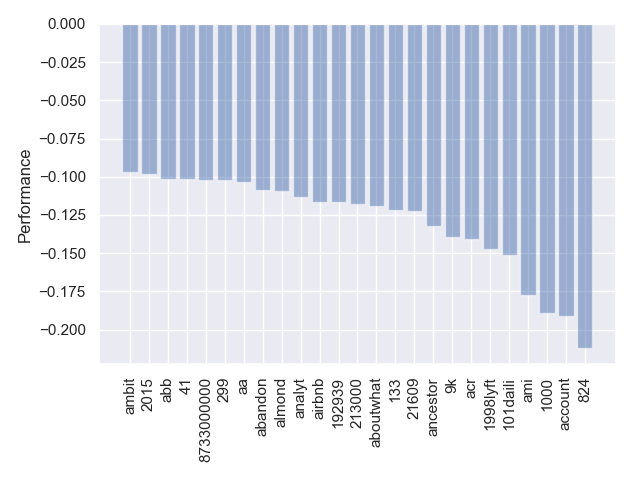 0.000
−0.025
−0.050
−0.075
−0.100
−0.125
−0.150
−0.175
−0.200
Performance
ambit
2015
abb
41
8733000000
299
aa
abandon
almond
analyt
airbnb
192939
213000
aboutwhat
133
21609
ancestor
9k
acr
1998lyft
101daili
ami
1000
account
824